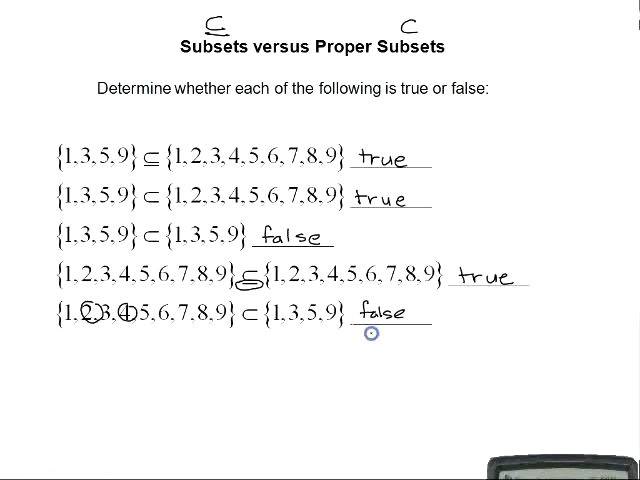 ⊆ ⊂
Subsets versus Proper Subsets
Determine whether each of the following is true or false:
{1,3,5,9} ⊆ {1,2,3,4,5,6,7,8,9} true
{1,3,5,9} ⊂ {1,2,3,4,5,6,7,8,9} true
{1,3,5,9} ⊂ {1,3,5,9} false
{1,2,3,4,5,6,7,8,9} ⊆ {1,2,3,4,5,6,7,8,9} true
{1,2,3,4,5,6,7,8,9} ⊂ {1,3,5,9} false